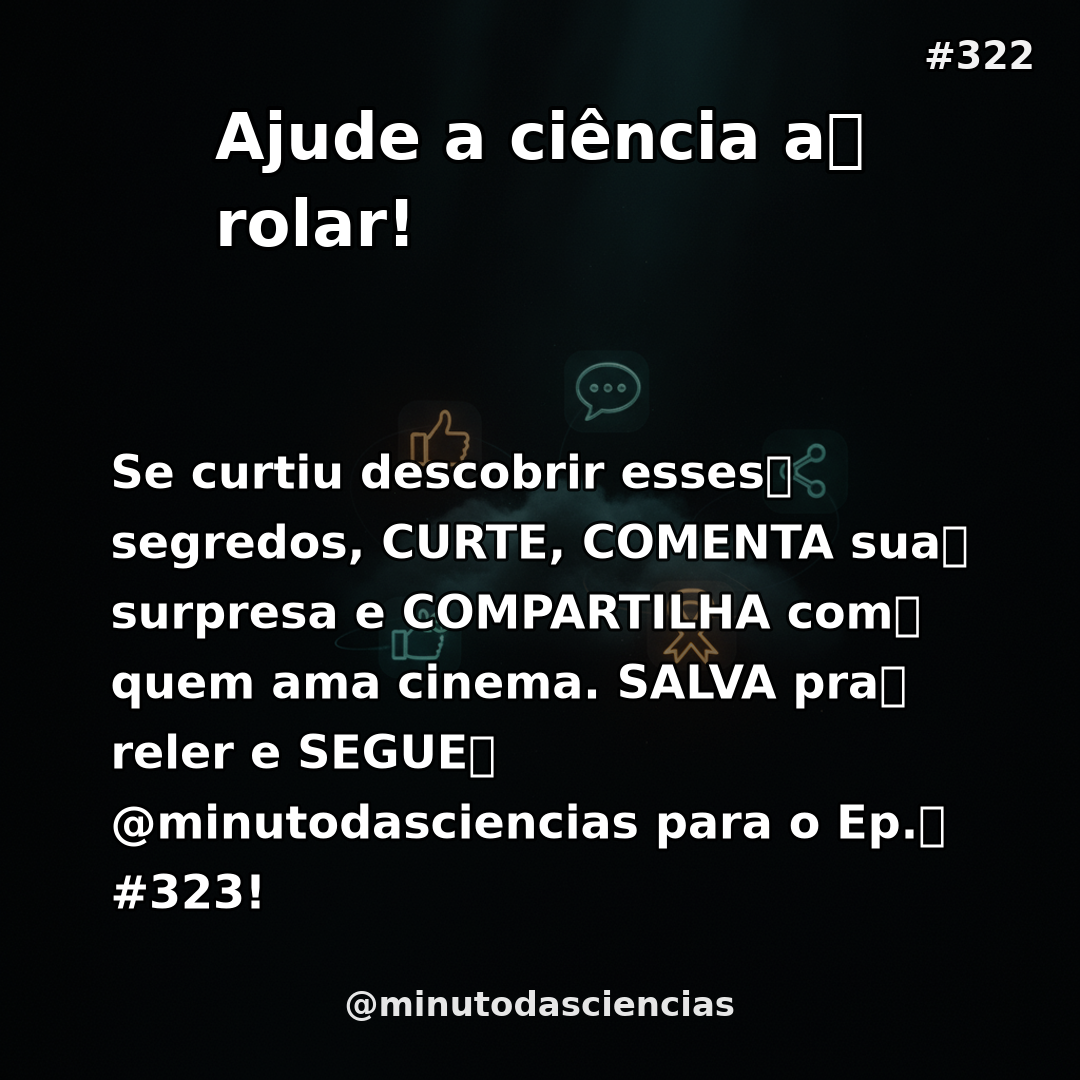 #322
Ajude a ciência a▯
rolar!
Se curtiu descobrir esses▯
segredos, CURTE, COMENTA sua▯
surpresa e COMPARTILHA com▯
quem ama cinema. SALVA pra▯
reler e SEGUE▯
@minutodasciencias para o Ep.▯
#323!
@minutodasciencias